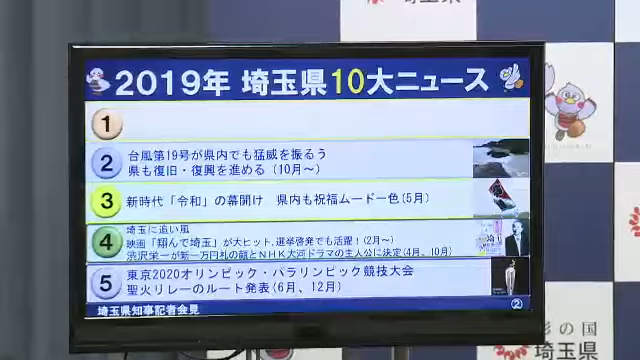 埼玉県
2019年 埼玉県10大ニュース
1
2
台風第19号が県内でも猛威を振るう
県も復旧・復興を進める（10月～）
3
新時代「令和」の幕開け 県内も祝福ムード一色（5月）
4
埼玉に追い風
映画「翔んで埼玉」が大ヒット、選挙啓発でも活躍！（2月～）
渋沢栄一が新一万円札の顔とNHK大河ドラマの主人公に決定（4月、10月）
5
東京2020オリンピック・パラリンピック競技大会
聖火リレーのルート発表（6月、12月）
埼玉県知事記者会見
②
彩の国
埼玉県